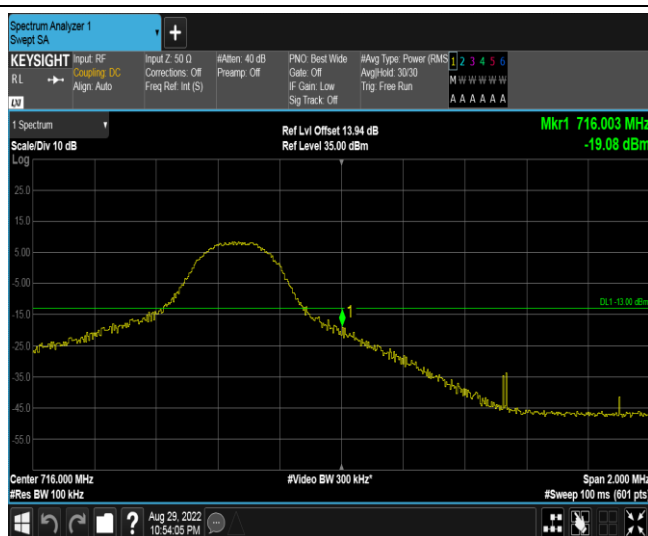 Spectrum Analyzer 1
Swept SA
+
KEYSIGHT
RL
LXI
Input: RF
Coupling: DC
Align: Auto
Input Z: 50 Ω
Corrections: Off
Freq Ref: Int (S)
#Atten: 40 dB
Preamp: Off
PNO: Best Wide
Gate: Off
IF Gain: Low
Sig Track: Off
#Avg Type: Power (RMS
Avg|Hold: 30/30
Trig: Free Run
1 2 3 4 5 6
M W W W W W
A A A A A A
1 Spectrum
Scale/Div 10 dB
Log
Ref Lvl Offset 13.94 dB
Ref Level 35.00 dBm
Mkr1 716.003 MHz
-19.08 dBm
25.0
15.0
5.00
-5.00
-15.0
-25.0
-35.0
-45.0
-55.0
DL1 -13.00 dBm
1
Center 716.000 MHz
#Res BW 100 kHz
#Video BW 300 kHz*
Span 2.000 MHz
#Sweep 100 ms (601 pts)
?
Aug 29, 2022
10:54:05 PM